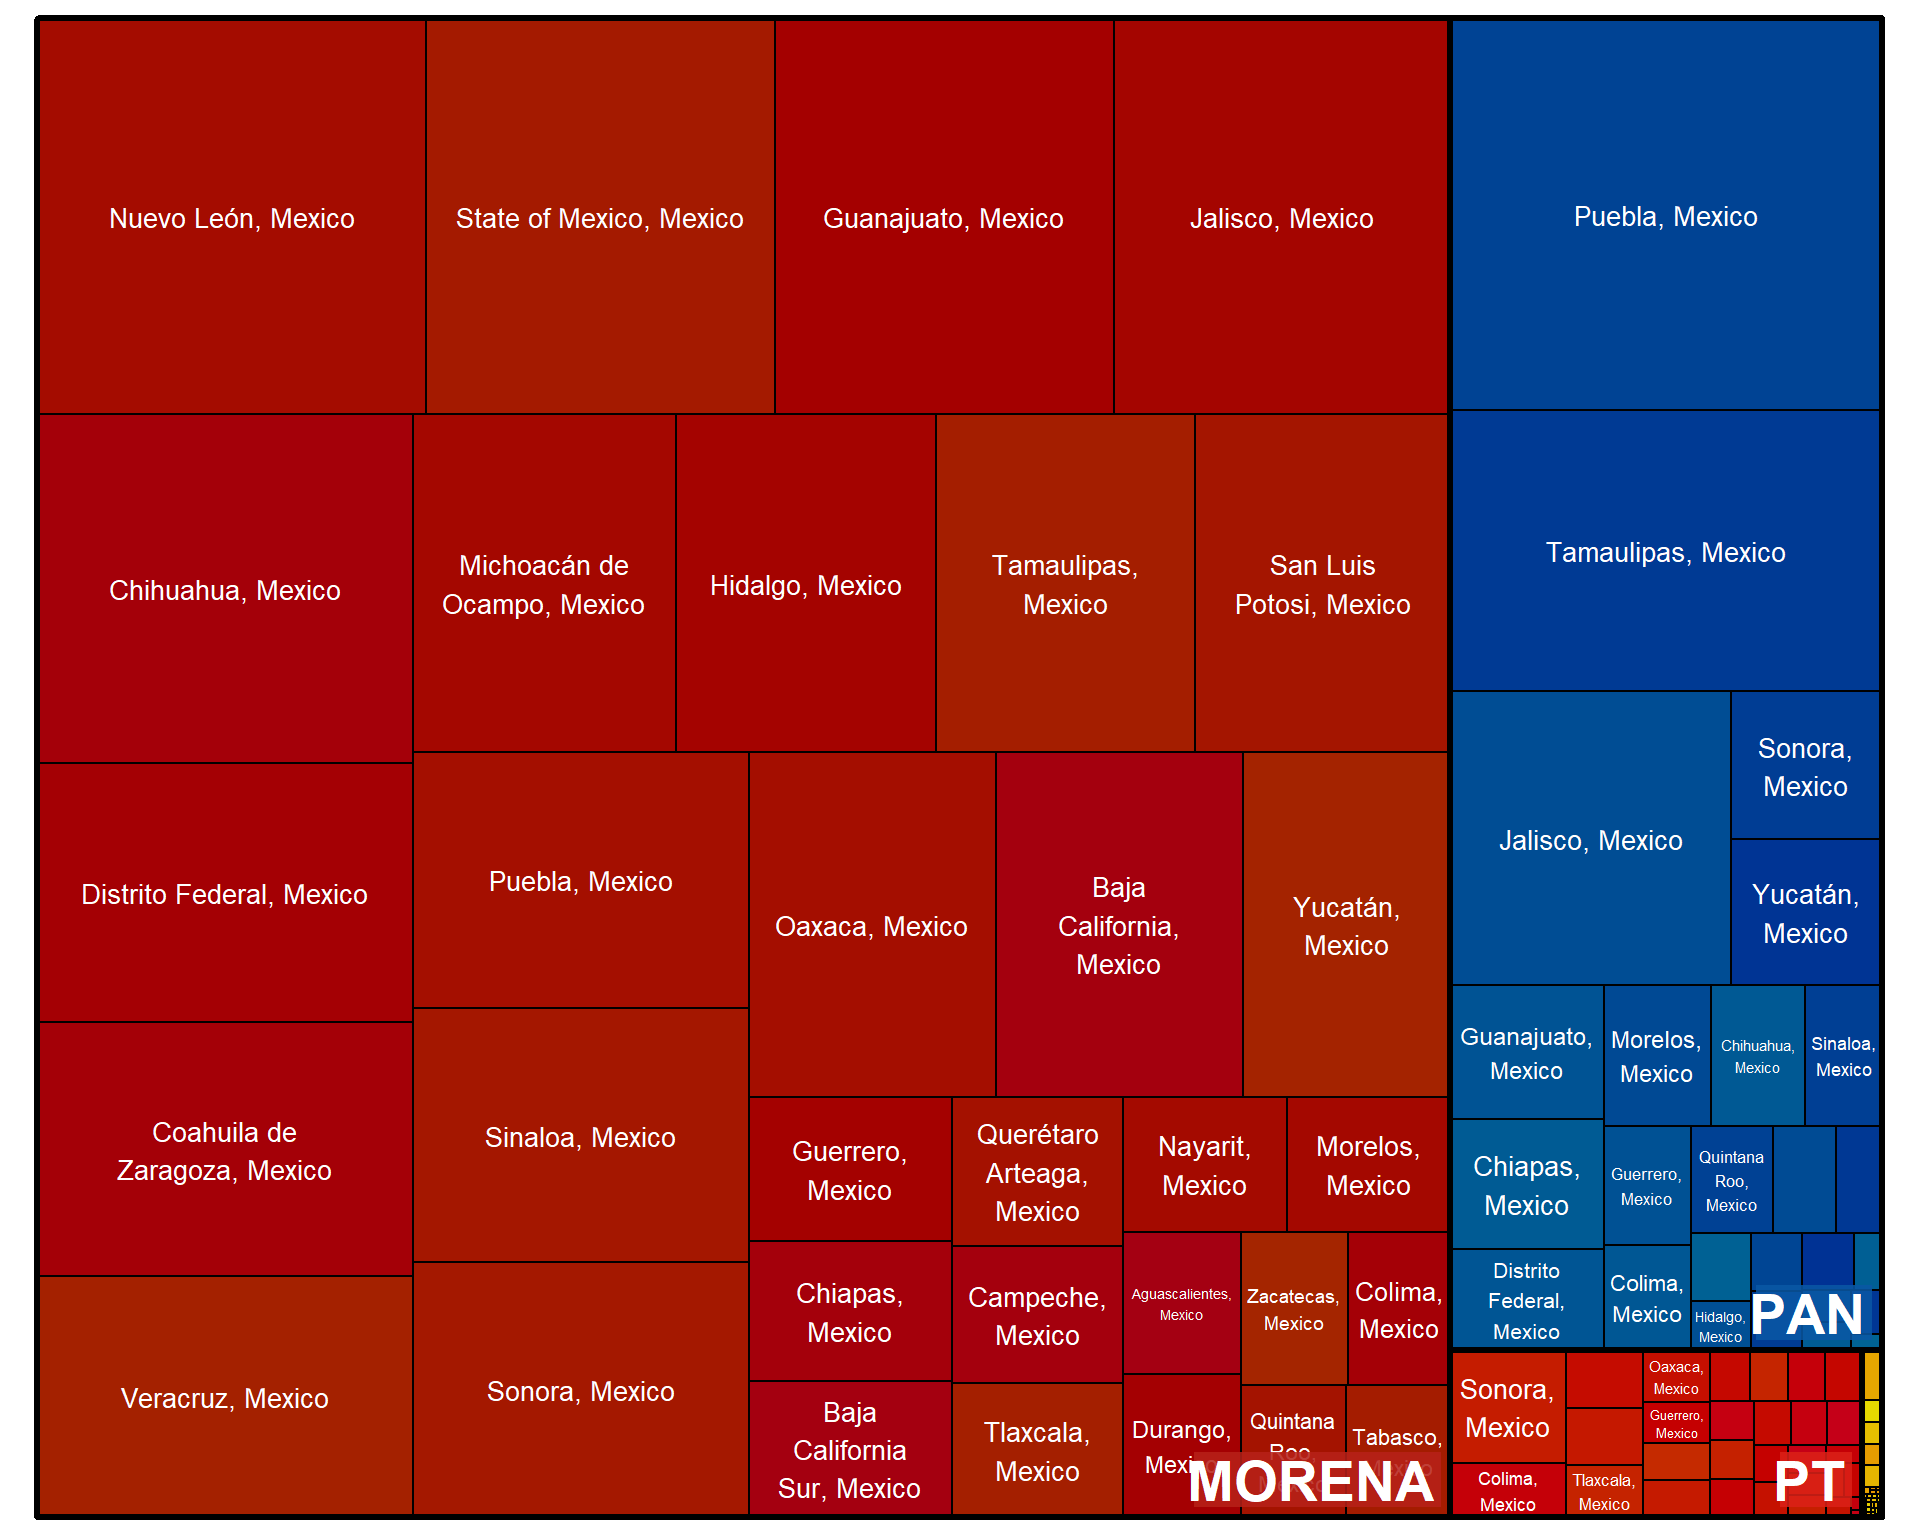 Nuevo León, Mexico
State of Mexico, Mexico
Guanajuato, Mexico
Jalisco, Mexico
Chihuahua, Mexico
Michoacán de
Ocampo, Mexico
Hidalgo, Mexico
Tamaulipas,
Mexico
San Luis
Potosi, Mexico
Distrito Federal, Mexico
Puebla, Mexico
Oaxaca, Mexico
Baja
California,
Mexico
Yucatán,
Mexico
Coahuila de
Zaragoza, Mexico
Sinaloa, Mexico
Veracruz, Mexico
Sonora, Mexico
Guerrero,
Mexico
Querétaro
Arteaga,
Mexico
Nayarit,
Mexico
Morelos,
Mexico
Chiapas,
Mexico
Campeche,
Mexico
Aguascalientes,
Mexico
Zacatecas,
Mexico
Colima,
Mexico
Baja
California
Sur, Mexico
Tlaxcala,
Mexico
Durango,
Mexico
Quintana
Roo,
Tabasco,
MORENA
Puebla, Mexico
Tamaulipas, Mexico
Jalisco, Mexico
Sonora,
Mexico
Yucatán,
Mexico
Guanajuato,
Mexico
Morelos,
Mexico
Chihuahua,
Mexico
Sinaloa,
Mexico
Chiapas,
Mexico
Guerrero,
Mexico
Quintana
Roo,
Mexico
Distrito
Federal,
Mexico
Colima,
Mexico
Hidalgo,
Mexico
PAN
Sonora,
Mexico
Oaxaca,
Mexico
Guerrero,
Mexico
Colima,
Mexico
Tlaxcala,
Mexico
PT